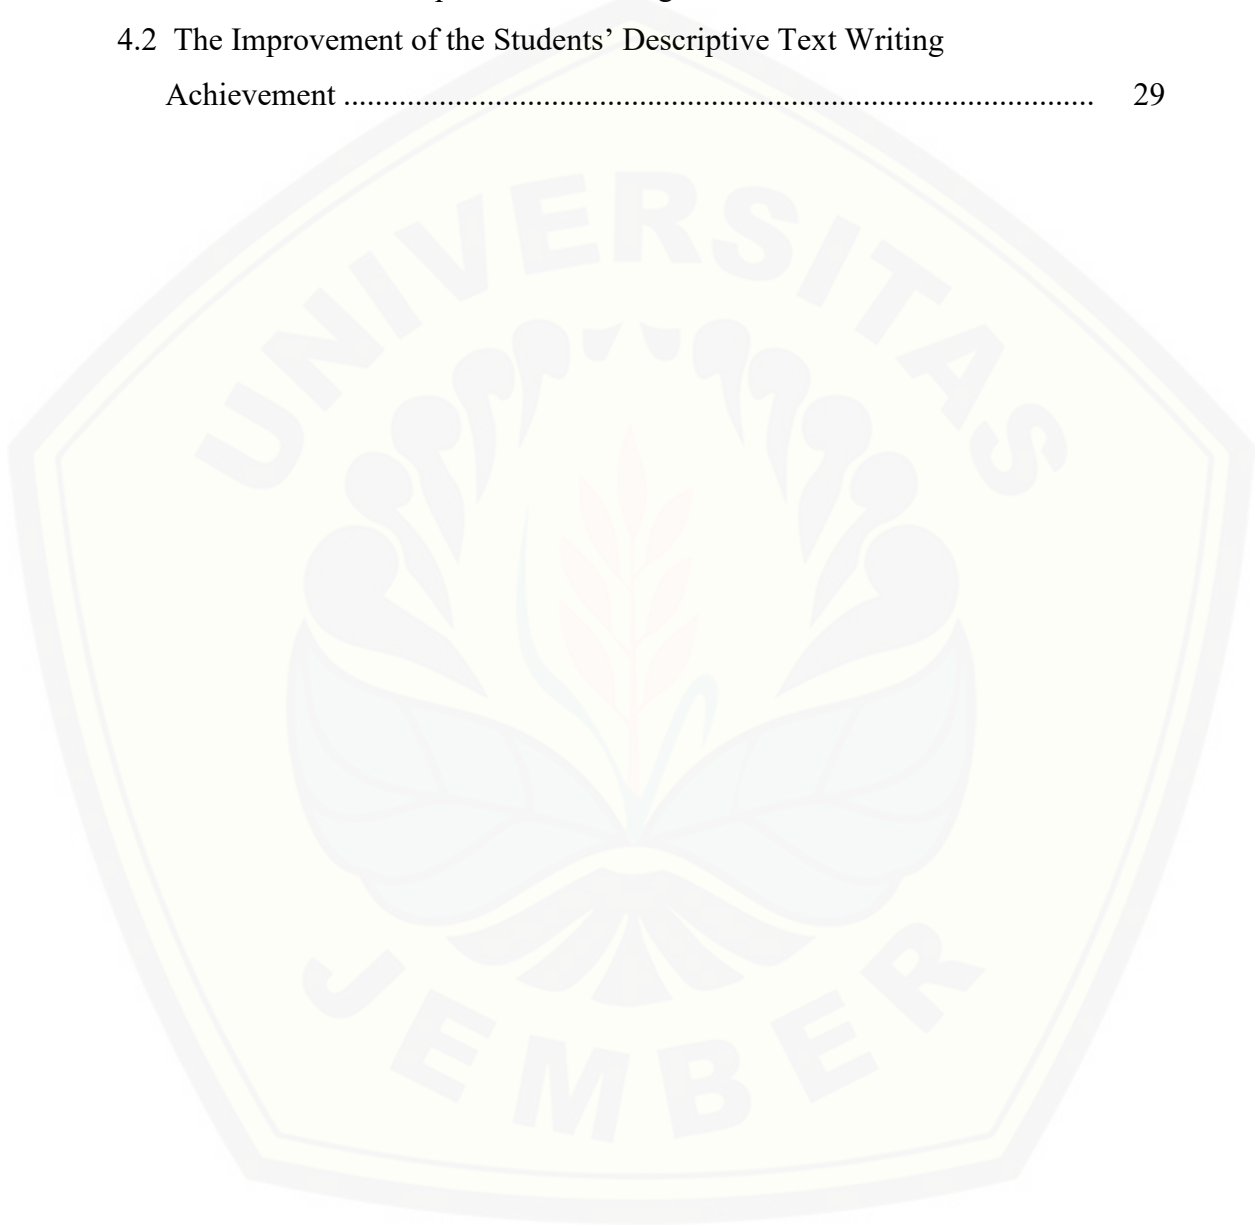 4.2 The Improvement of the Students’ Descriptive Text Writing
Achievement ................................................................................................ 29
UNIVERSITAS
JEMBER